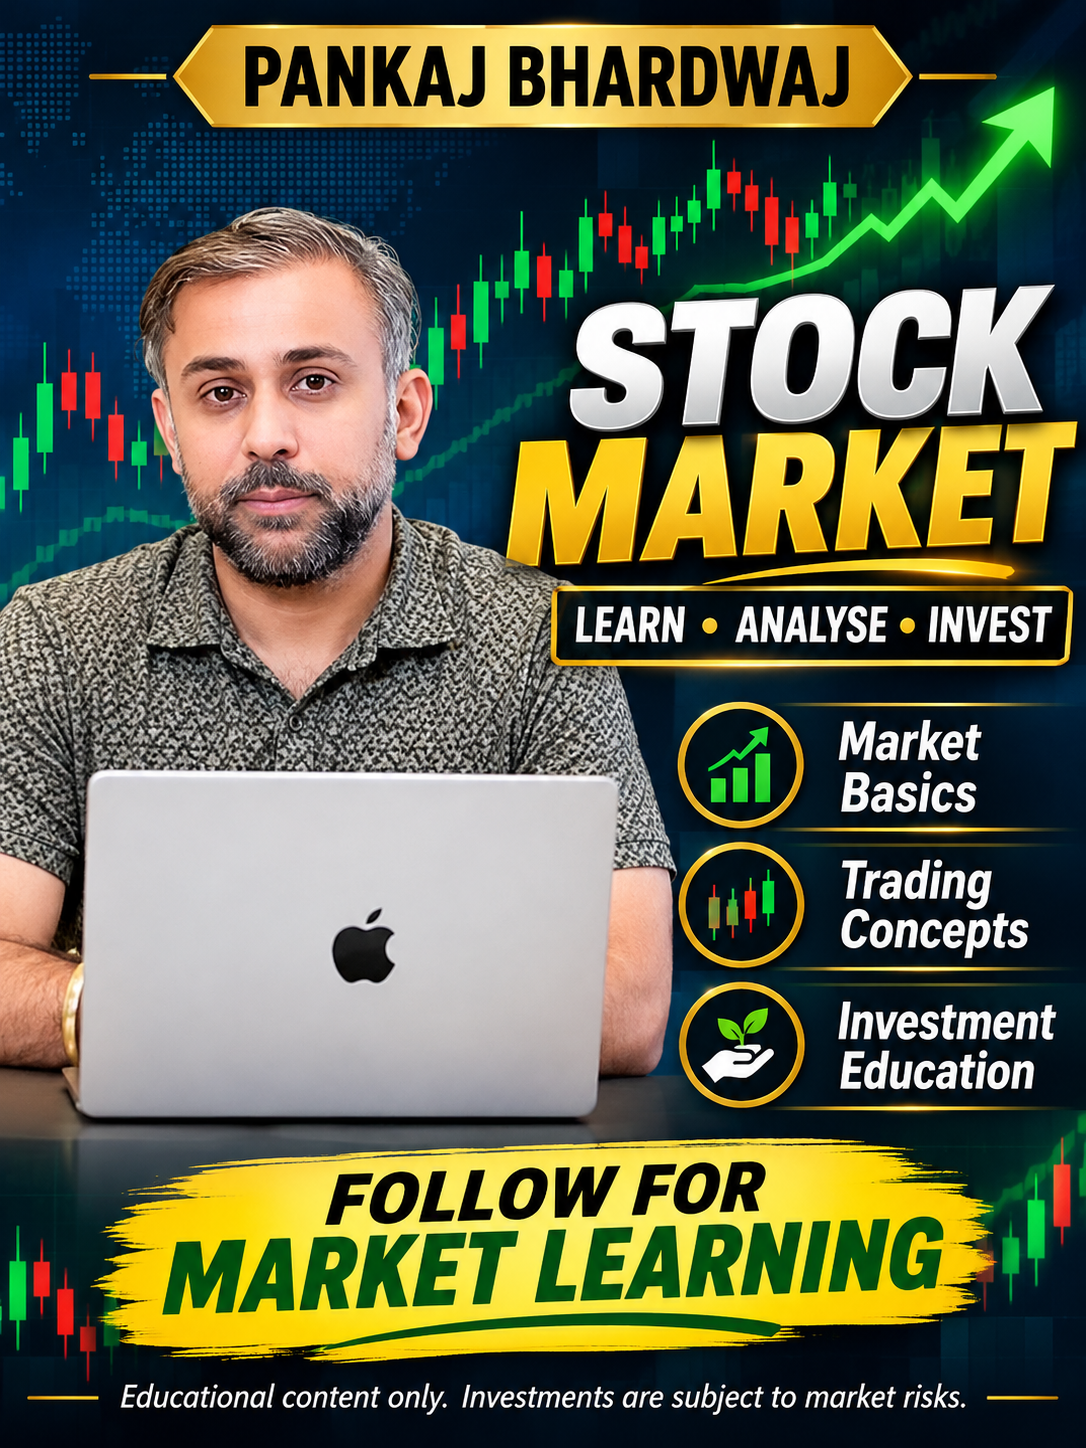 PANKAJ BHARDWAJ
STOCK
MARKET
LEARN • ANALYSE • INVEST
Market
Basics
Trading
Concepts
Investment
Education
FOLLOW FOR
MARKET LEARNING
Educational content only. Investments are subject to market risks.